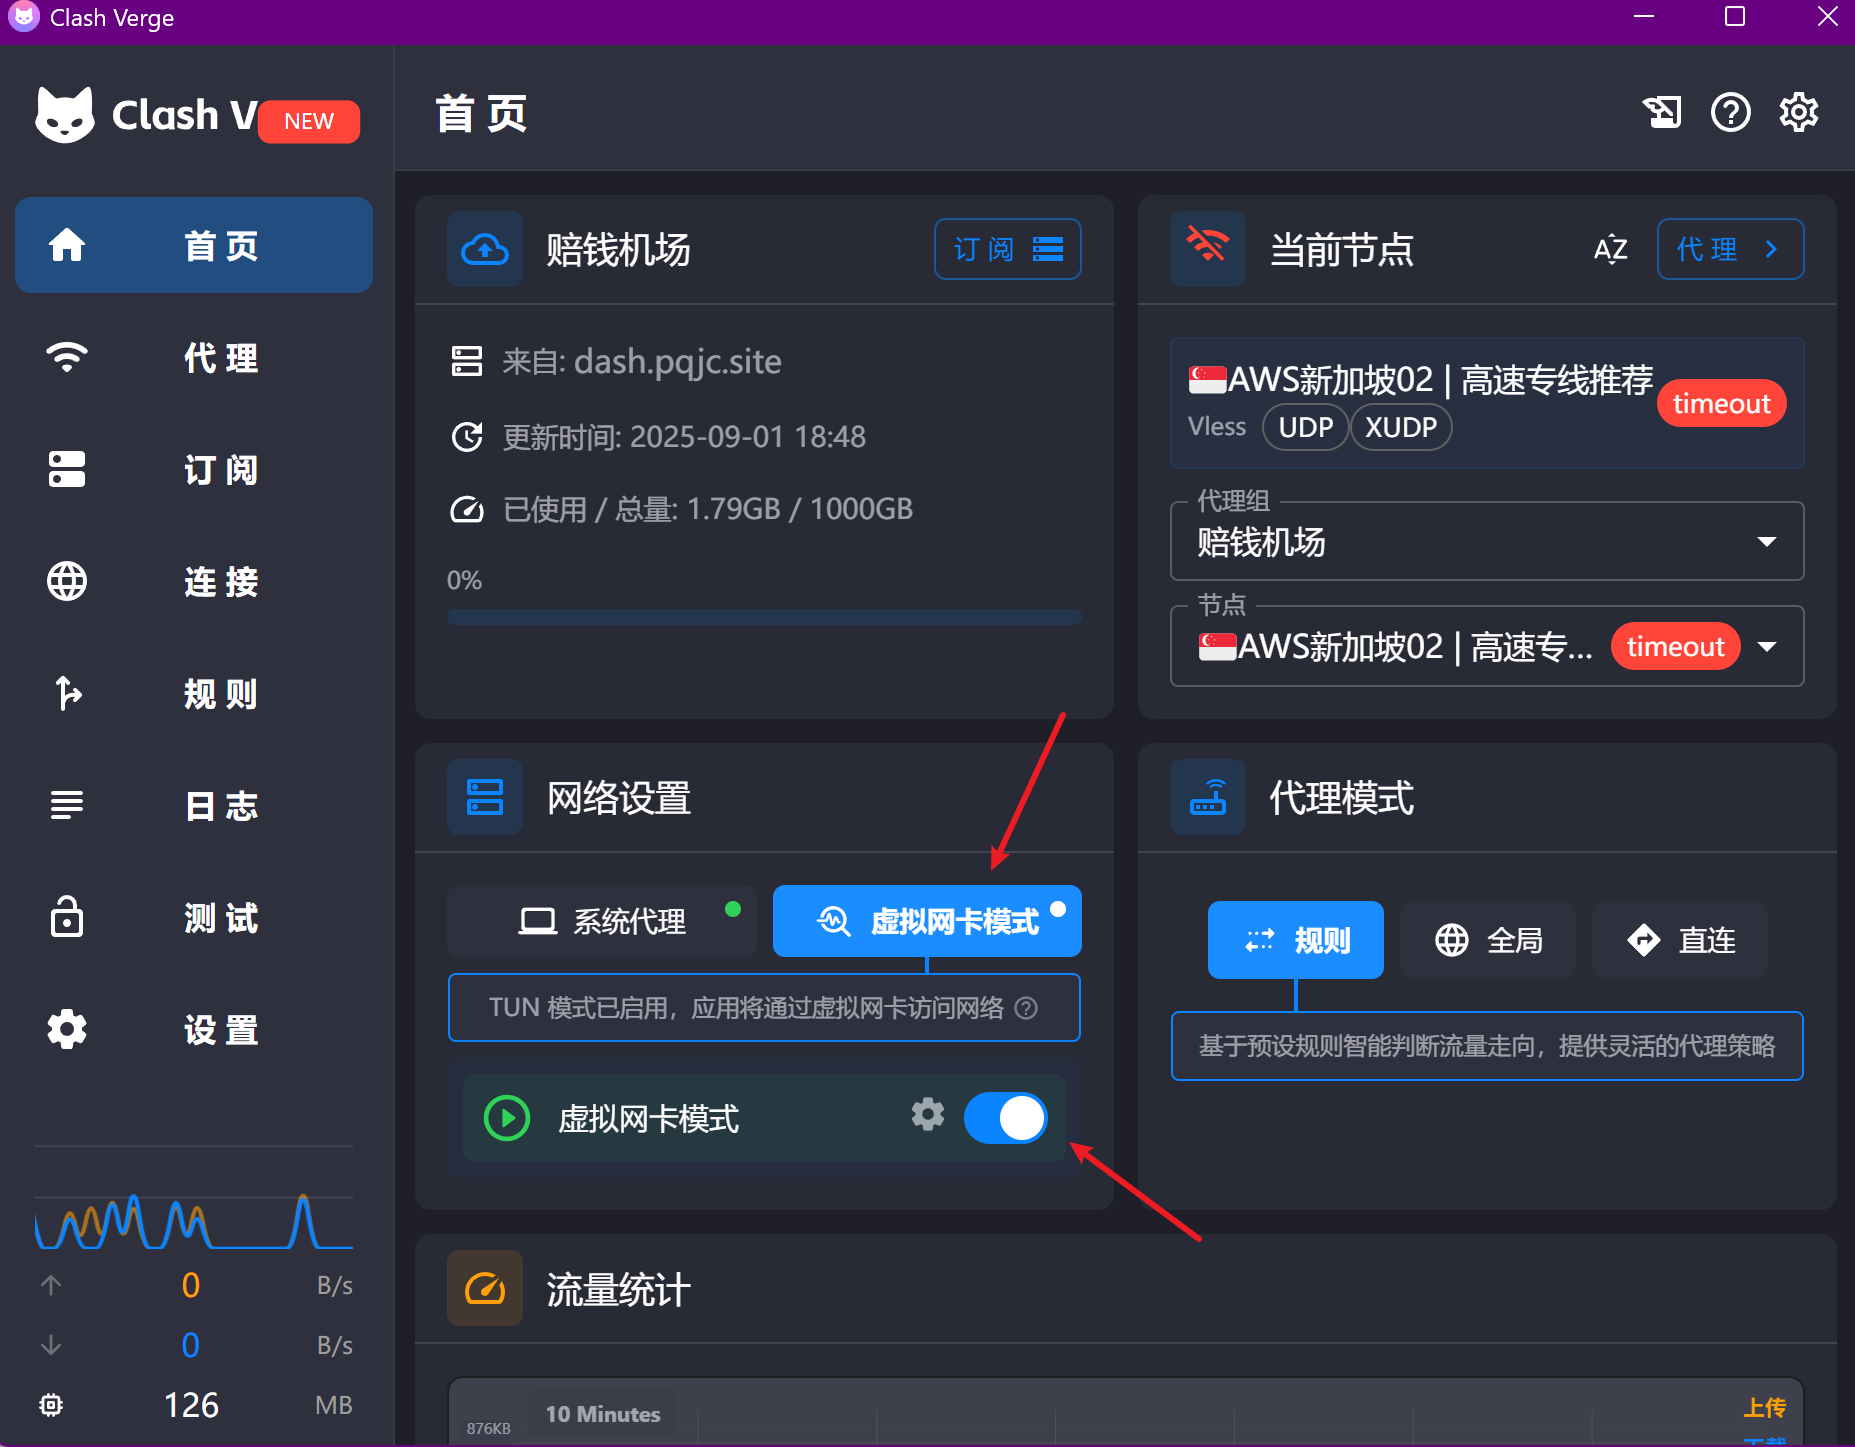 Clash Verge
Clash V
NEW
首 页
代 理
订 阅
连 接
规 则
日 志
测 试
设 置
0 B/s
0 B/s
126 MB
首 页
赔钱机场
订 阅
来自: dash.pqjc.site
更新时间: 2025-09-01 18:48
已使用 / 总量: 1.79GB / 1000GB
0%
当前节点
AZ
代 理
🇸🇬AWS新加坡02 | 高速专线推荐
timeout
Vless UDP XUDP
代理组
赔钱机场
节点
🇸🇬AWS新加坡02 | 高速专...
timeout
网络设置
系统代理
虚拟网卡模式
TUN 模式已启用，应用将通过虚拟网卡访问网络
虚拟网卡模式
代理模式
规则
全局
直连
基于预设规则智能判断流量走向，提供灵活的代理策略
流量统计
876KB
10 Minutes
上传
下载